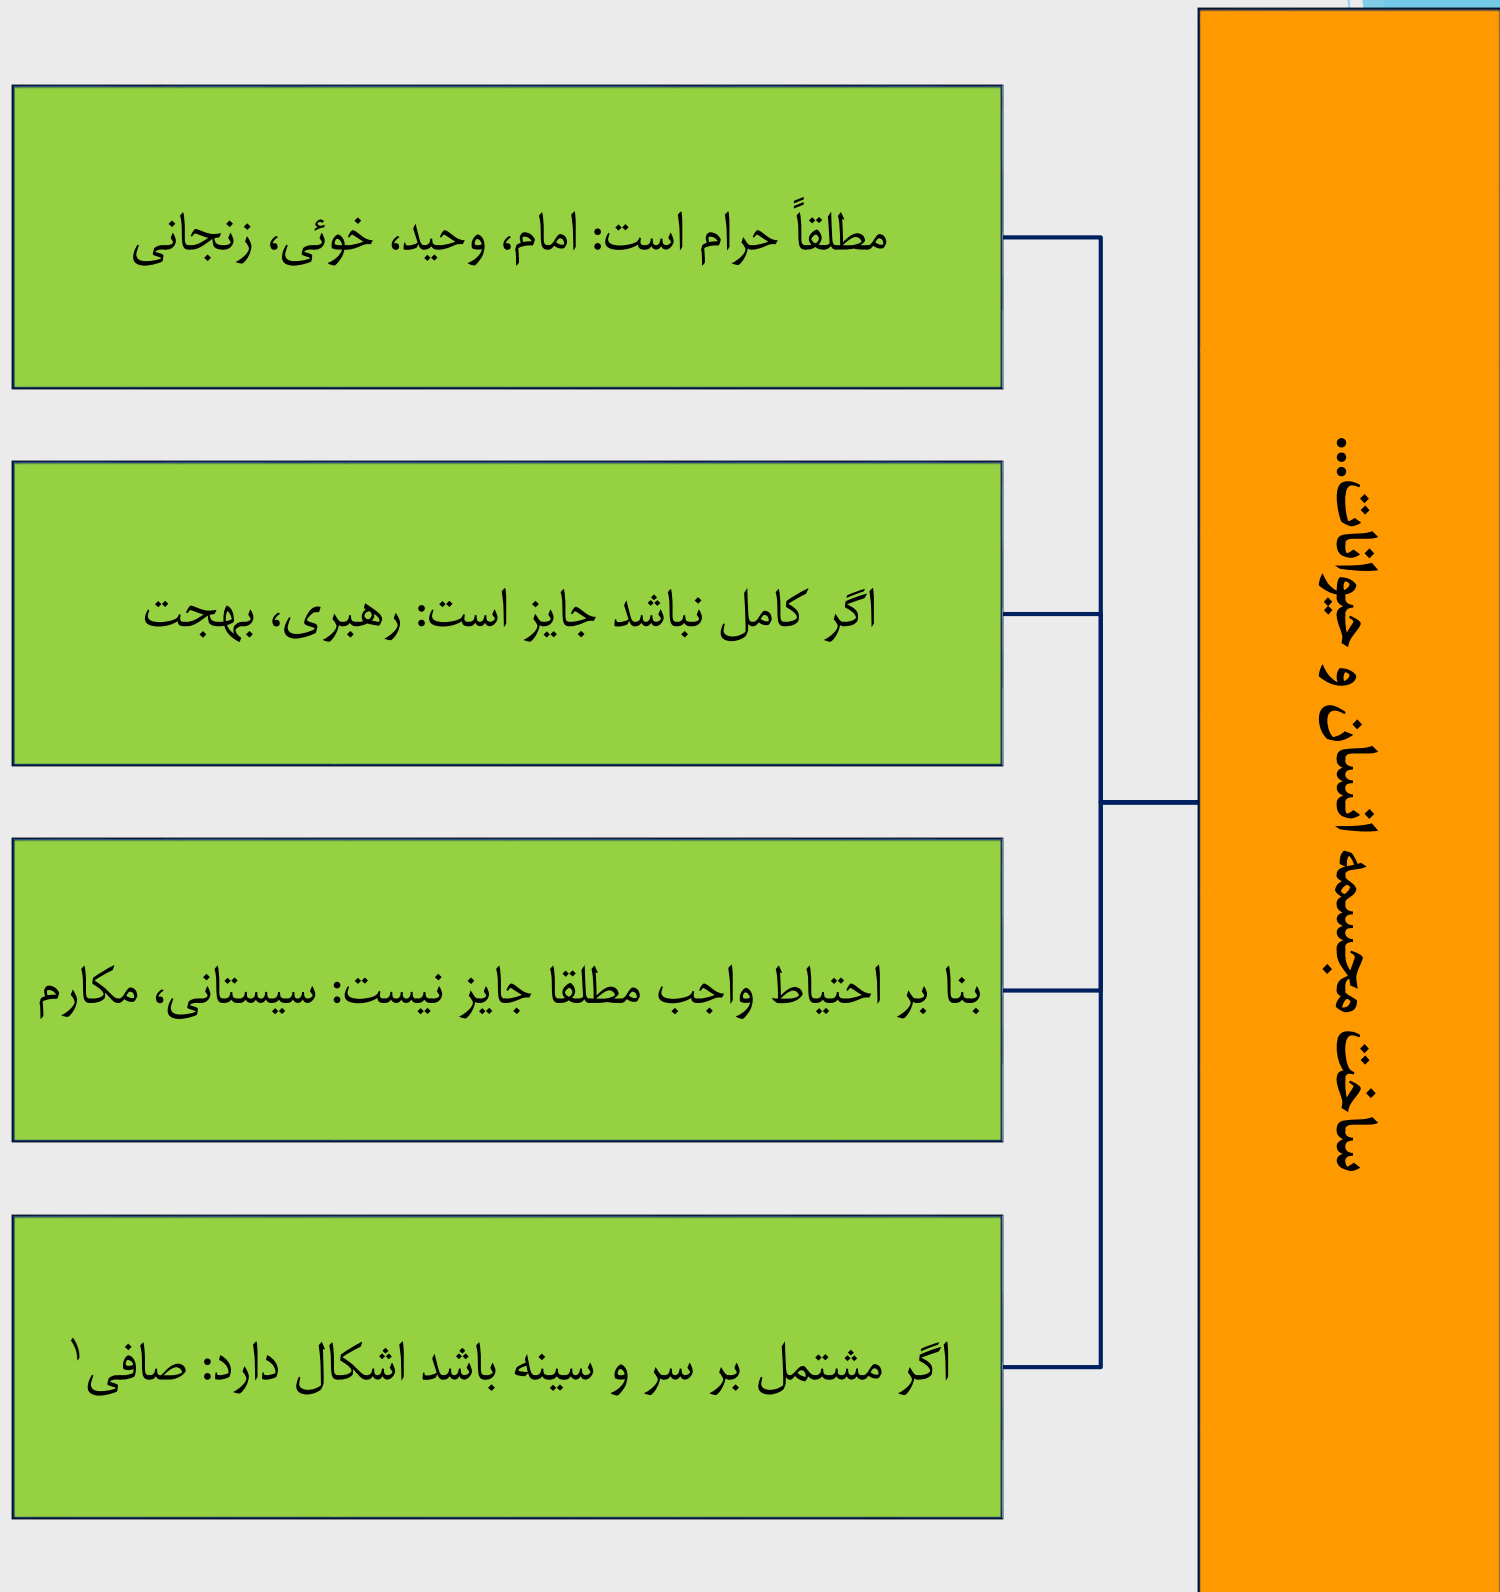 ساخت مجسمه انسان و حیوانات...
مطلقاً حرام است: امام، وحید، خوئی، زنجانی
اگر کامل نباشد جایز است: رهبری، بهجت
بنا بر احتیاط واجب مطلقا جایز نیست: سیستانی، مکارم
اگر مشتمل بر سر و سینه باشد اشکال دارد: صافی۱